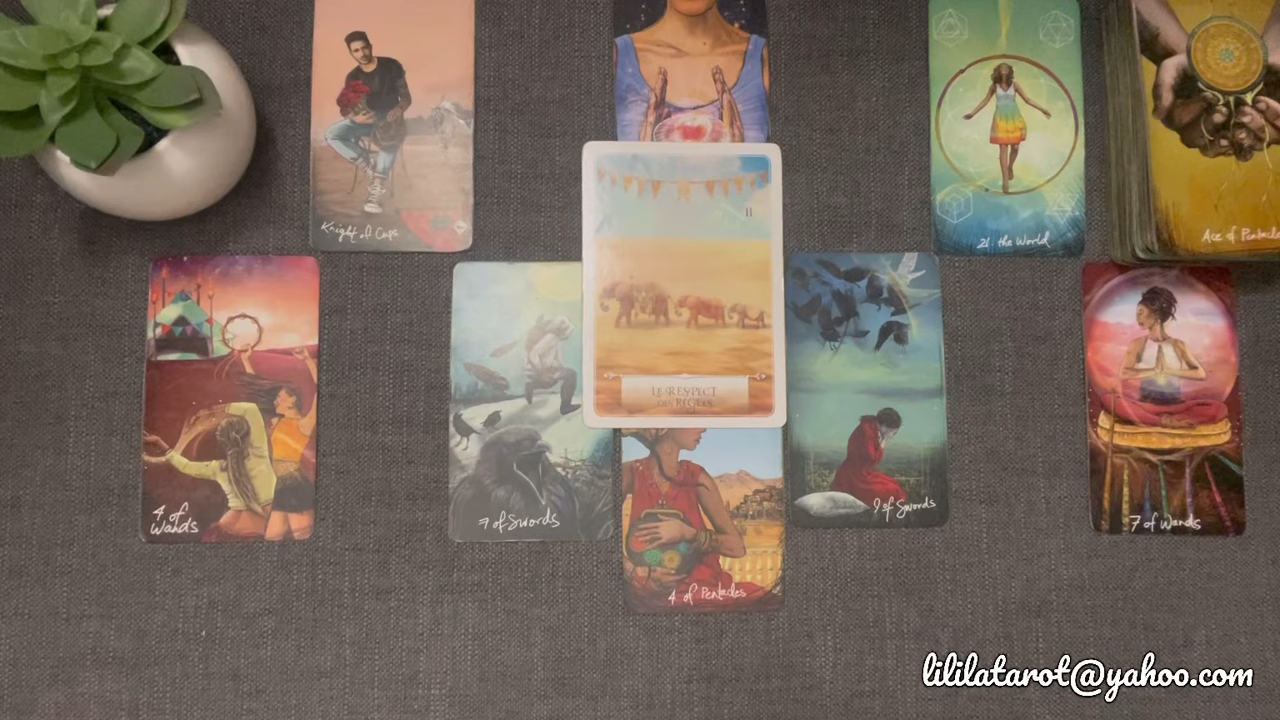 Knight of Cups
21. the World
Ace of Pentacles
II
4 of
Wands
7 of Swords
LE RESPECT
DES RÈGLES
9 of Swords
7 of Wands
4 of Pentacles
lililatarot@yahoo.com